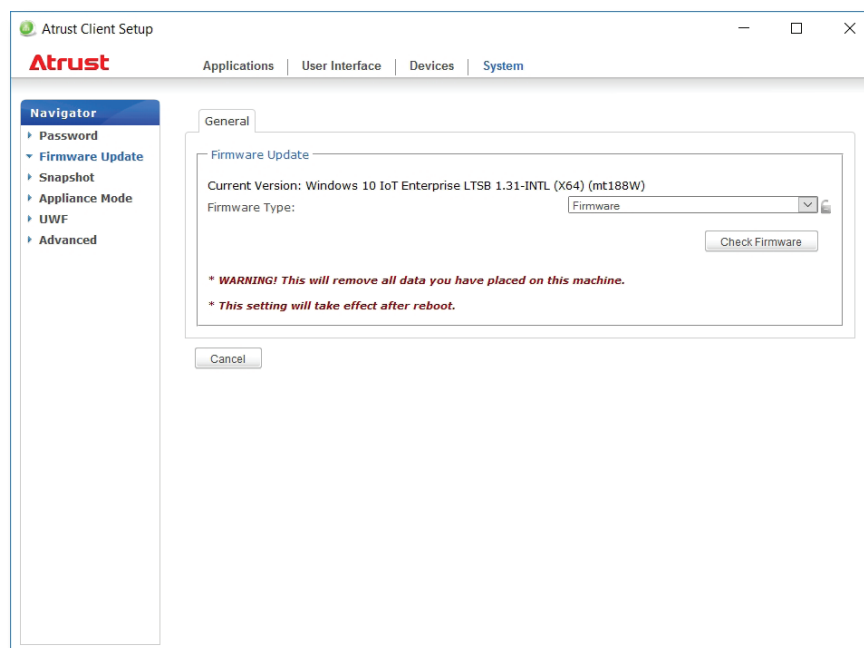 Atrust Client Setup
Atrust
Applications User Interface Devices System
Navigator
Password
Firmware Update
Snapshot
Appliance Mode
UWF
Advanced
General
Firmware Update
Current Version: Windows 10 IoT Enterprise LTSB 1.31-INTL (X64) (mt188W)
Firmware Type: Firmware
Check Firmware
* WARNING! This will remove all data you have placed on this machine.
* This setting will take effect after reboot.
Cancel